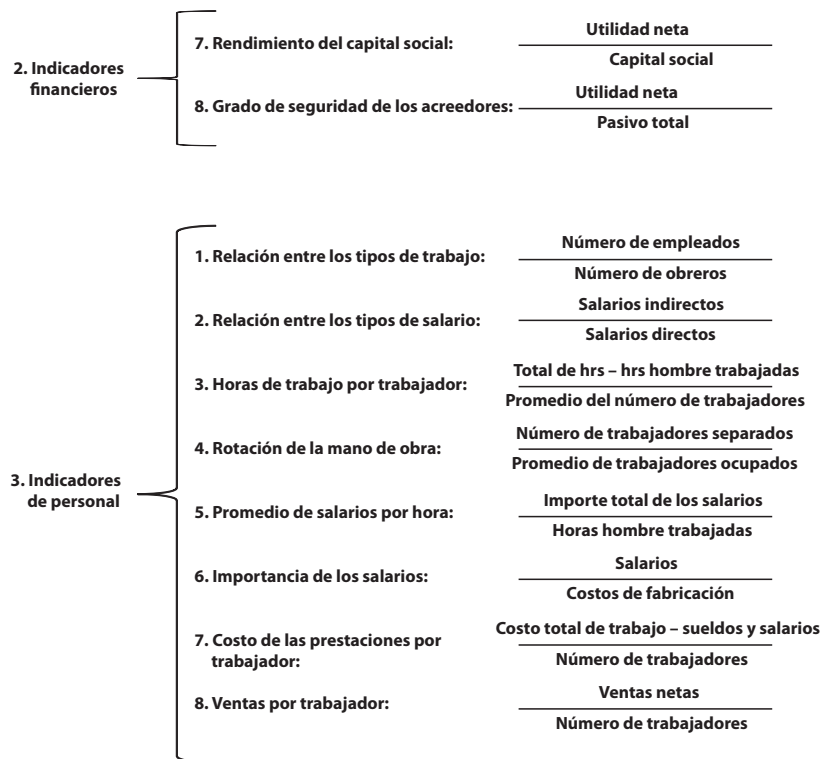 2. Indicadores
financieros
7. Rendimiento del capital social:
Utilidad neta
Capital social
8. Grado de seguridad de los acreedores:
Utilidad neta
Pasivo total
3. Indicadores
de personal
1. Relación entre los tipos de trabajo:
Número de empleados
Número de obreros
2. Relación entre los tipos de salario:
Salarios indirectos
Salarios directos
3. Horas de trabajo por trabajador:
Total de hrs – hrs hombre trabajadas
Promedio del número de trabajadores
4. Rotación de la mano de obra:
Número de trabajadores separados
Promedio de trabajadores ocupados
5. Promedio de salarios por hora:
Importe total de los salarios
Horas hombre trabajadas
6. Importancia de los salarios:
Salarios
Costos de fabricación
7. Costo de las prestaciones por
trabajador:
Costo total de trabajo – sueldos y salarios
Número de trabajadores
8. Ventas por trabajador:
Ventas netas
Número de trabajadores